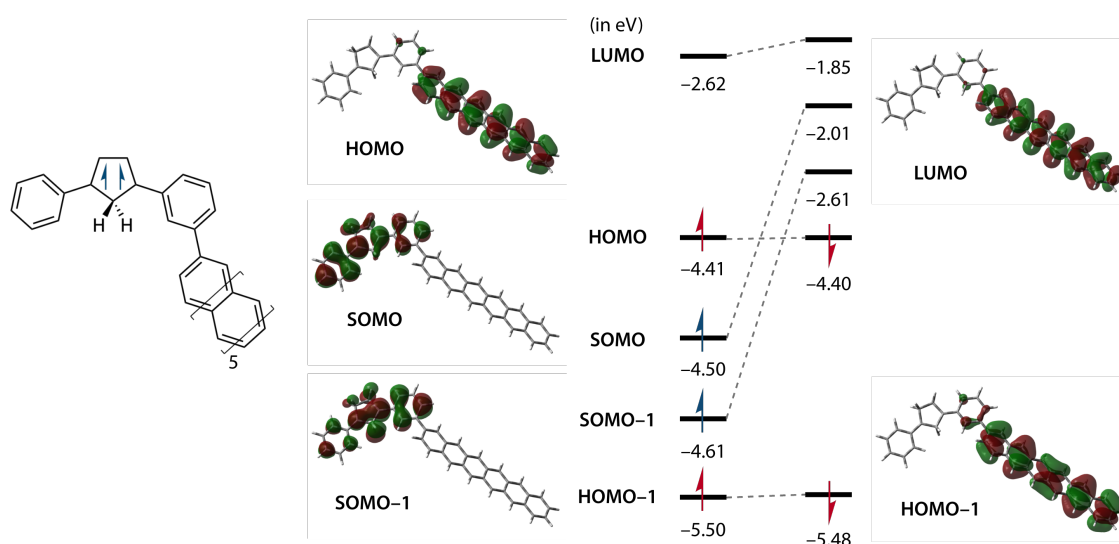 (in eV)
LUMO
−2.62
−1.85
−2.01
−2.61
HOMO
−4.41
−4.40
SOMO
−4.50
SOMO−1
−4.61
HOMO−1
−5.50
−5.48
HOMO
SOMO
SOMO−1
LUMO
HOMO−1
H H
5